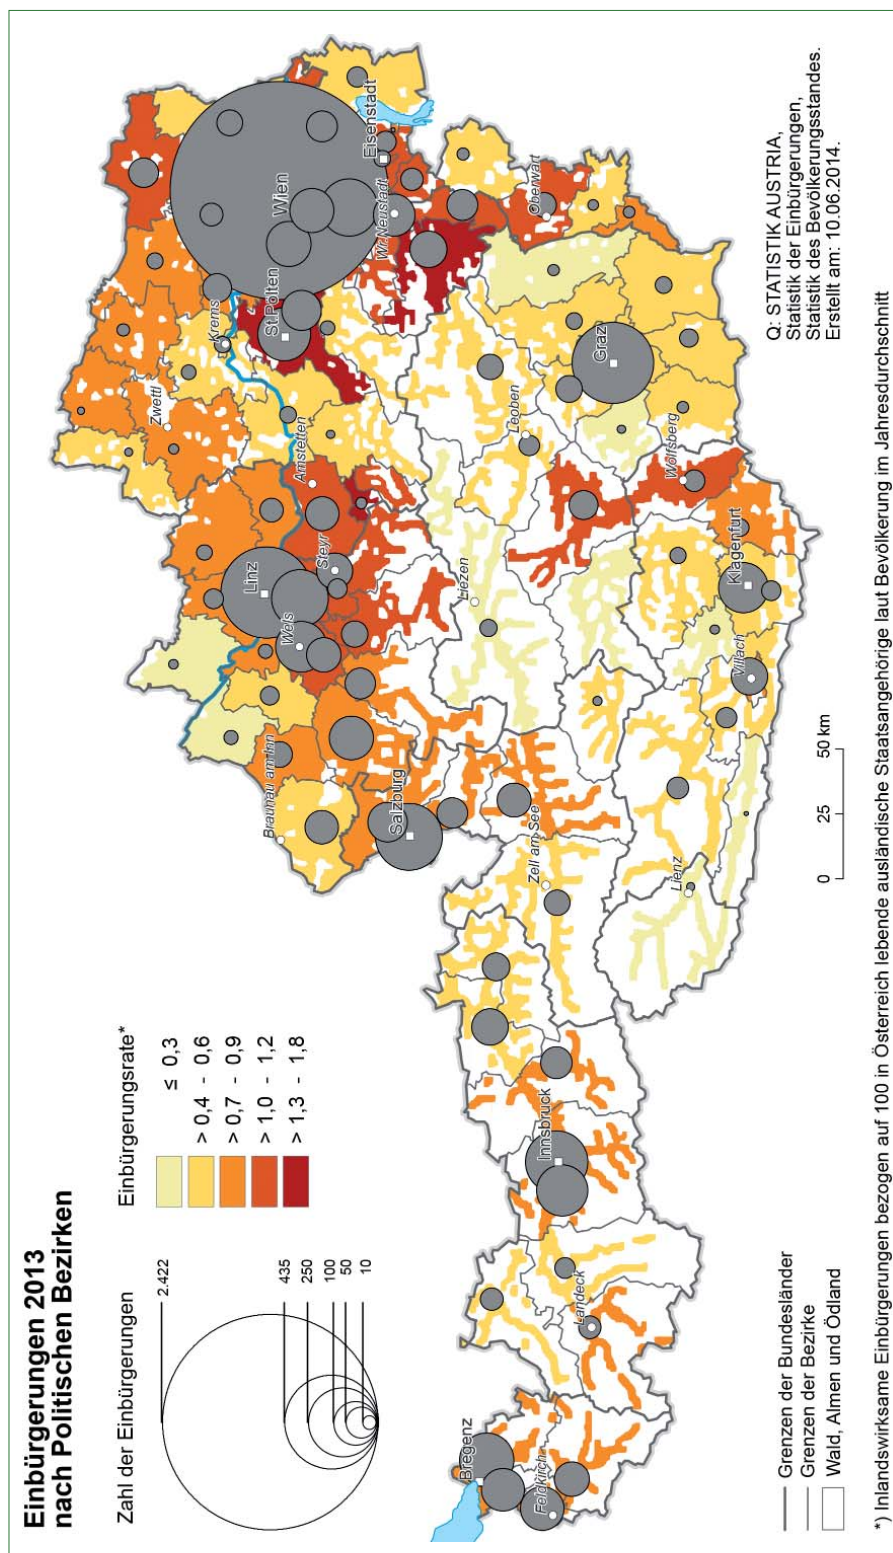 Einbürgerungen 2013
nach Politischen Bezirken
Zahl der Einbürgerungen
2.422
435
250
100
50
10
Einbürgerungsrate*
≤ 0,3
> 0,4 - 0,6
> 0,7 - 0,9
> 1,0 - 1,2
> 1,3 - 1,8
Zwettl
Krems
Wien
St.Pölten
Linz
Amstetten
Wels
Steyr
Braunau am Inn
Eisenstadt
Wr.Neustadt
Salzburg
Bregenz
Feldkirch
Landeck
Innsbruck
Zell am See
Liezen
Leoben
Oberwart
Graz
Wolfsberg
Lienz
Villach
Klagenfurt
0 25 50 km
Grenzen der Bundesländer
Grenzen der Bezirke
Wald, Almen und Ödland
Q: STATISTIK AUSTRIA,
Statistik der Einbürgerungen,
Statistik des Bevölkerungsstandes.
Erstellt am: 10.06.2014.
*) Inlandswirksame Einbürgerungen bezogen auf 100 in Österreich lebende ausländische Staatsangehörige laut Bevölkerung im Jahresdurchschnitt